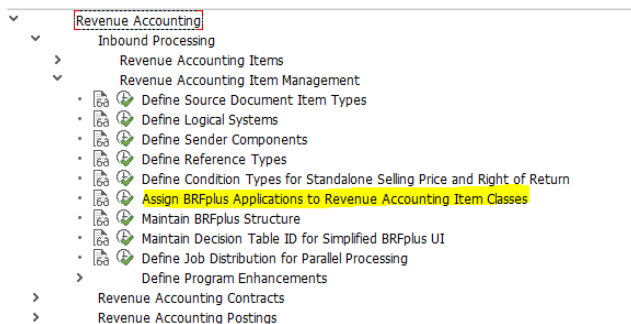 Revenue Accounting
Inbound Processing
Revenue Accounting Items
Revenue Accounting Item Management
Define Source Document Item Types
Define Logical Systems
Define Sender Components
Define Reference Types
Define Condition Types for Standalone Selling Price and Right of Return
Assign BRFplus Applications to Revenue Accounting Item Classes
Maintain BRFplus Structure
Maintain Decision Table ID for Simplified BRFplus UI
Define Job Distribution for Parallel Processing
Define Program Enhancements
Revenue Accounting Contracts
Revenue Accounting Postings